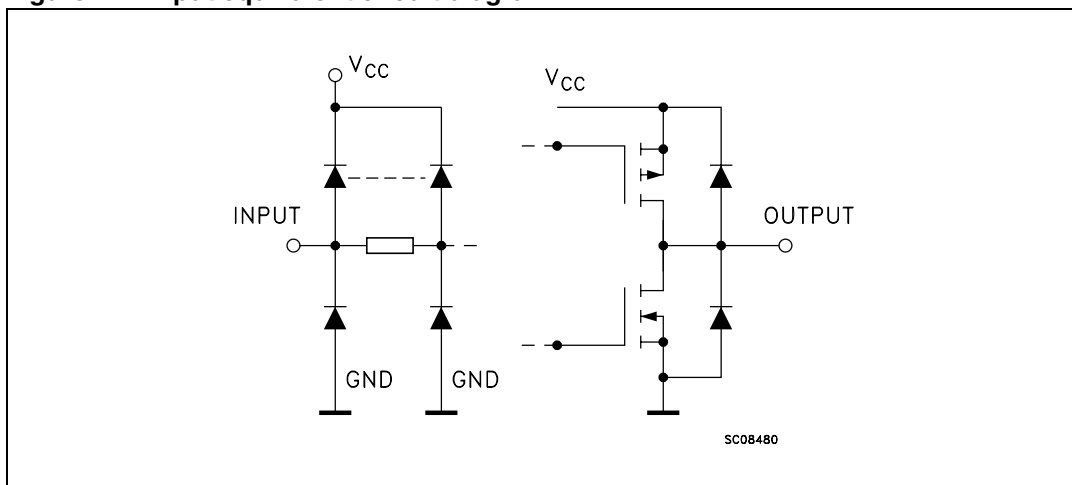 VCC
VCC
INPUT
OUTPUT
GND
GND
SC08480